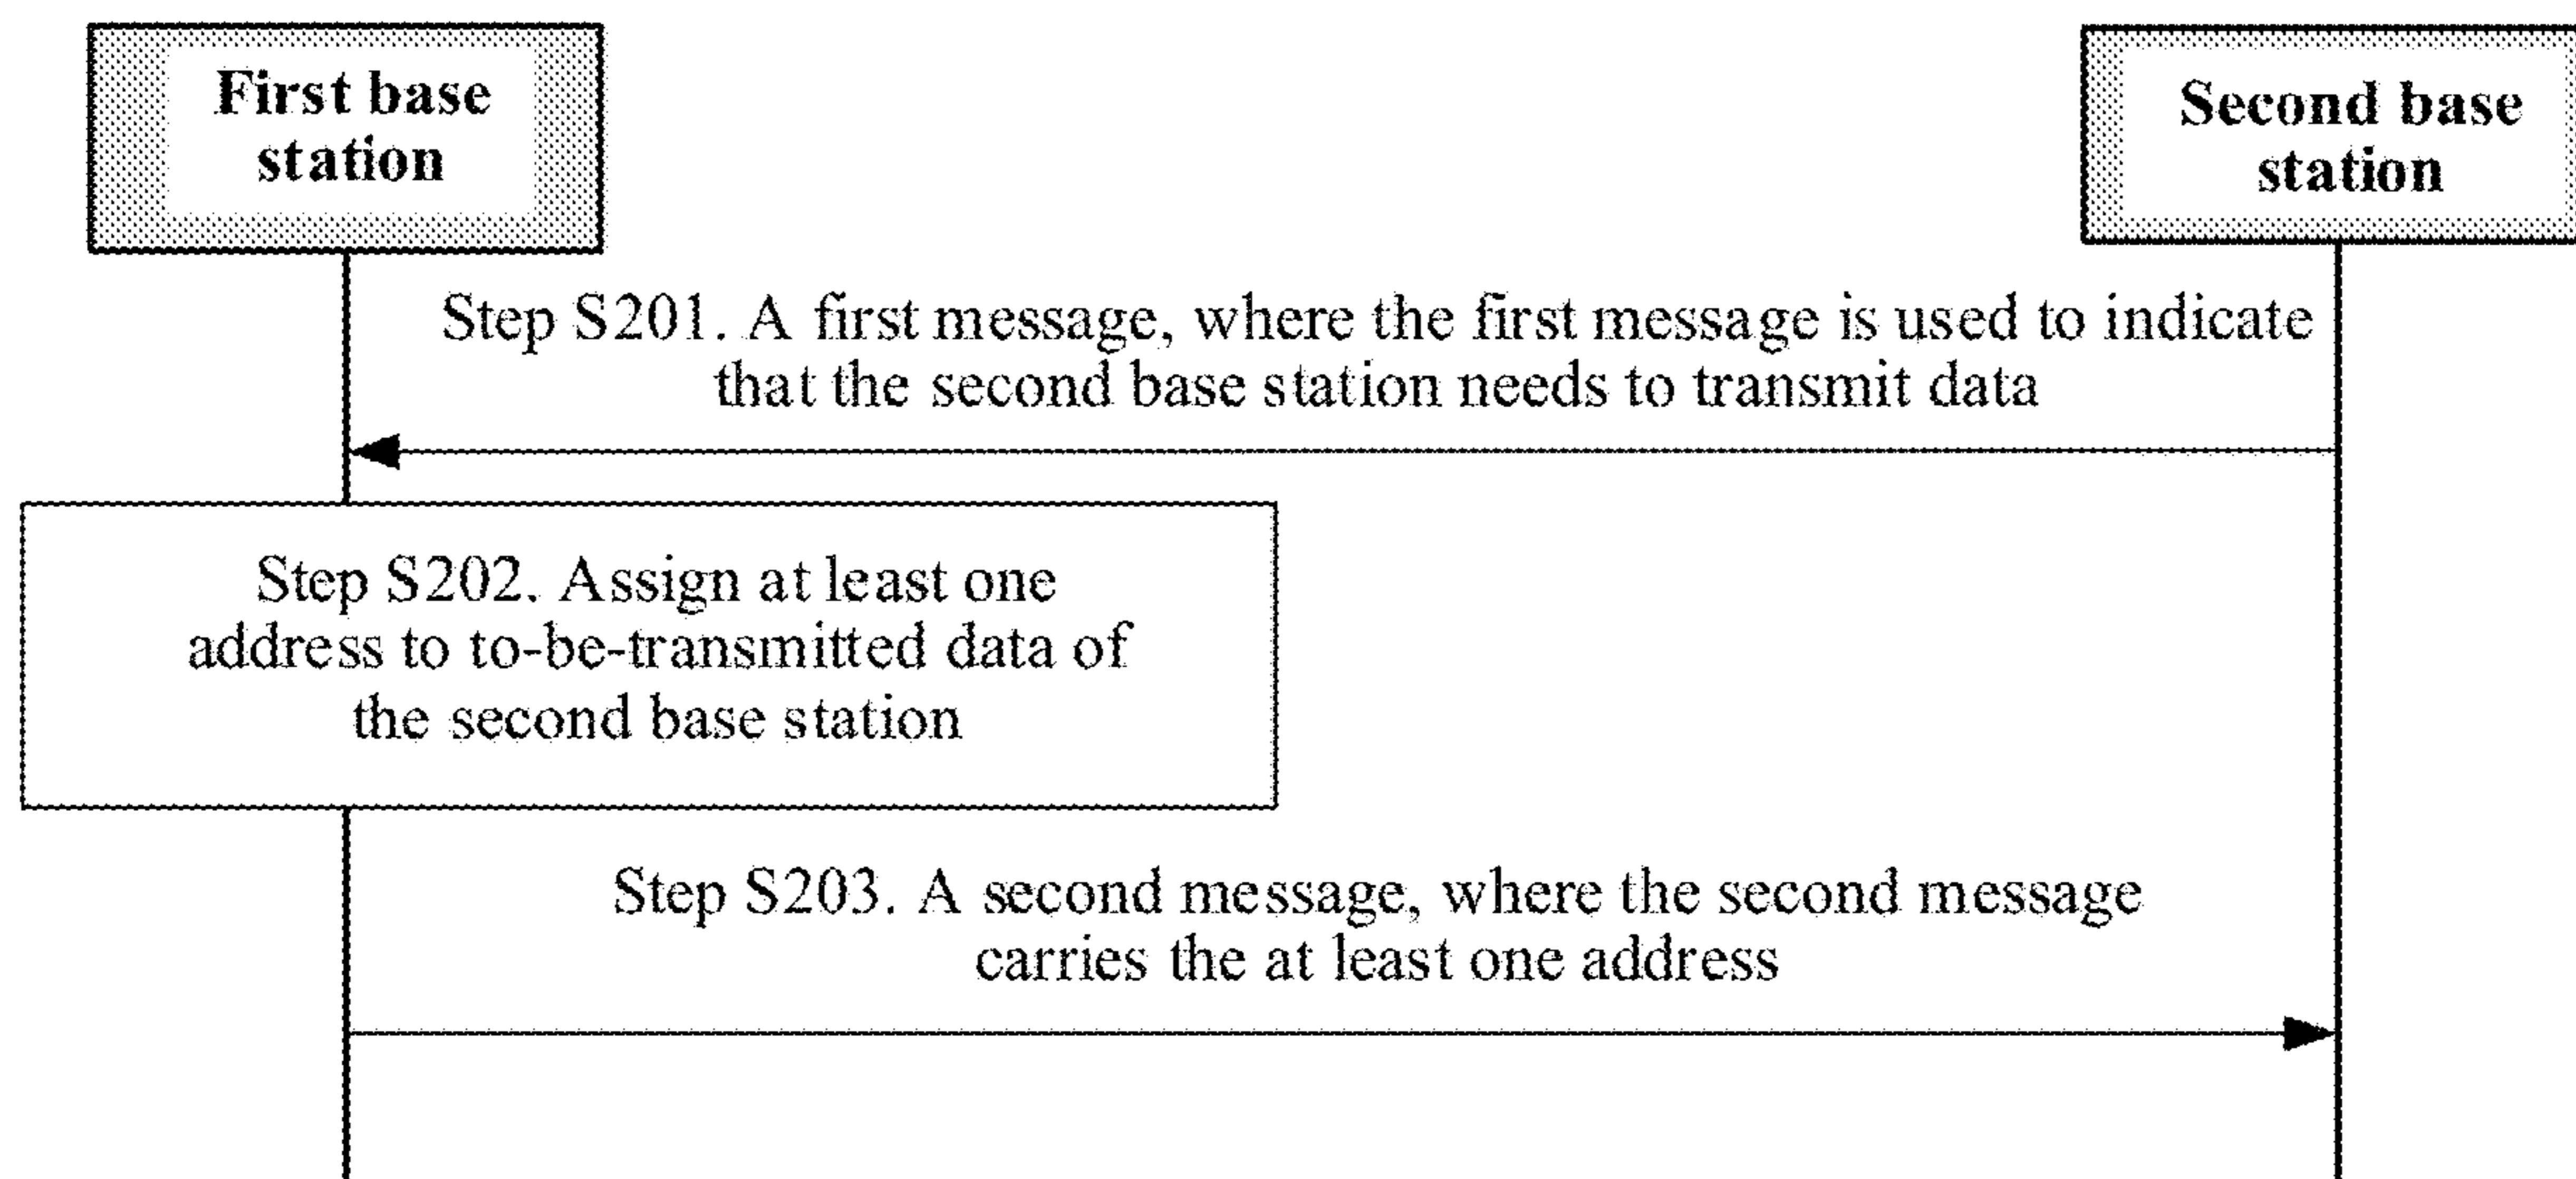 First base
station
Second base
station
Step S201. A first message, where the first message is used to indicate
that the second base station needs to transmit data
Step S202. Assign at least one
address to to-be-transmitted data of
the second base station
Step S203. A second message, where the second message
carries the at least one address